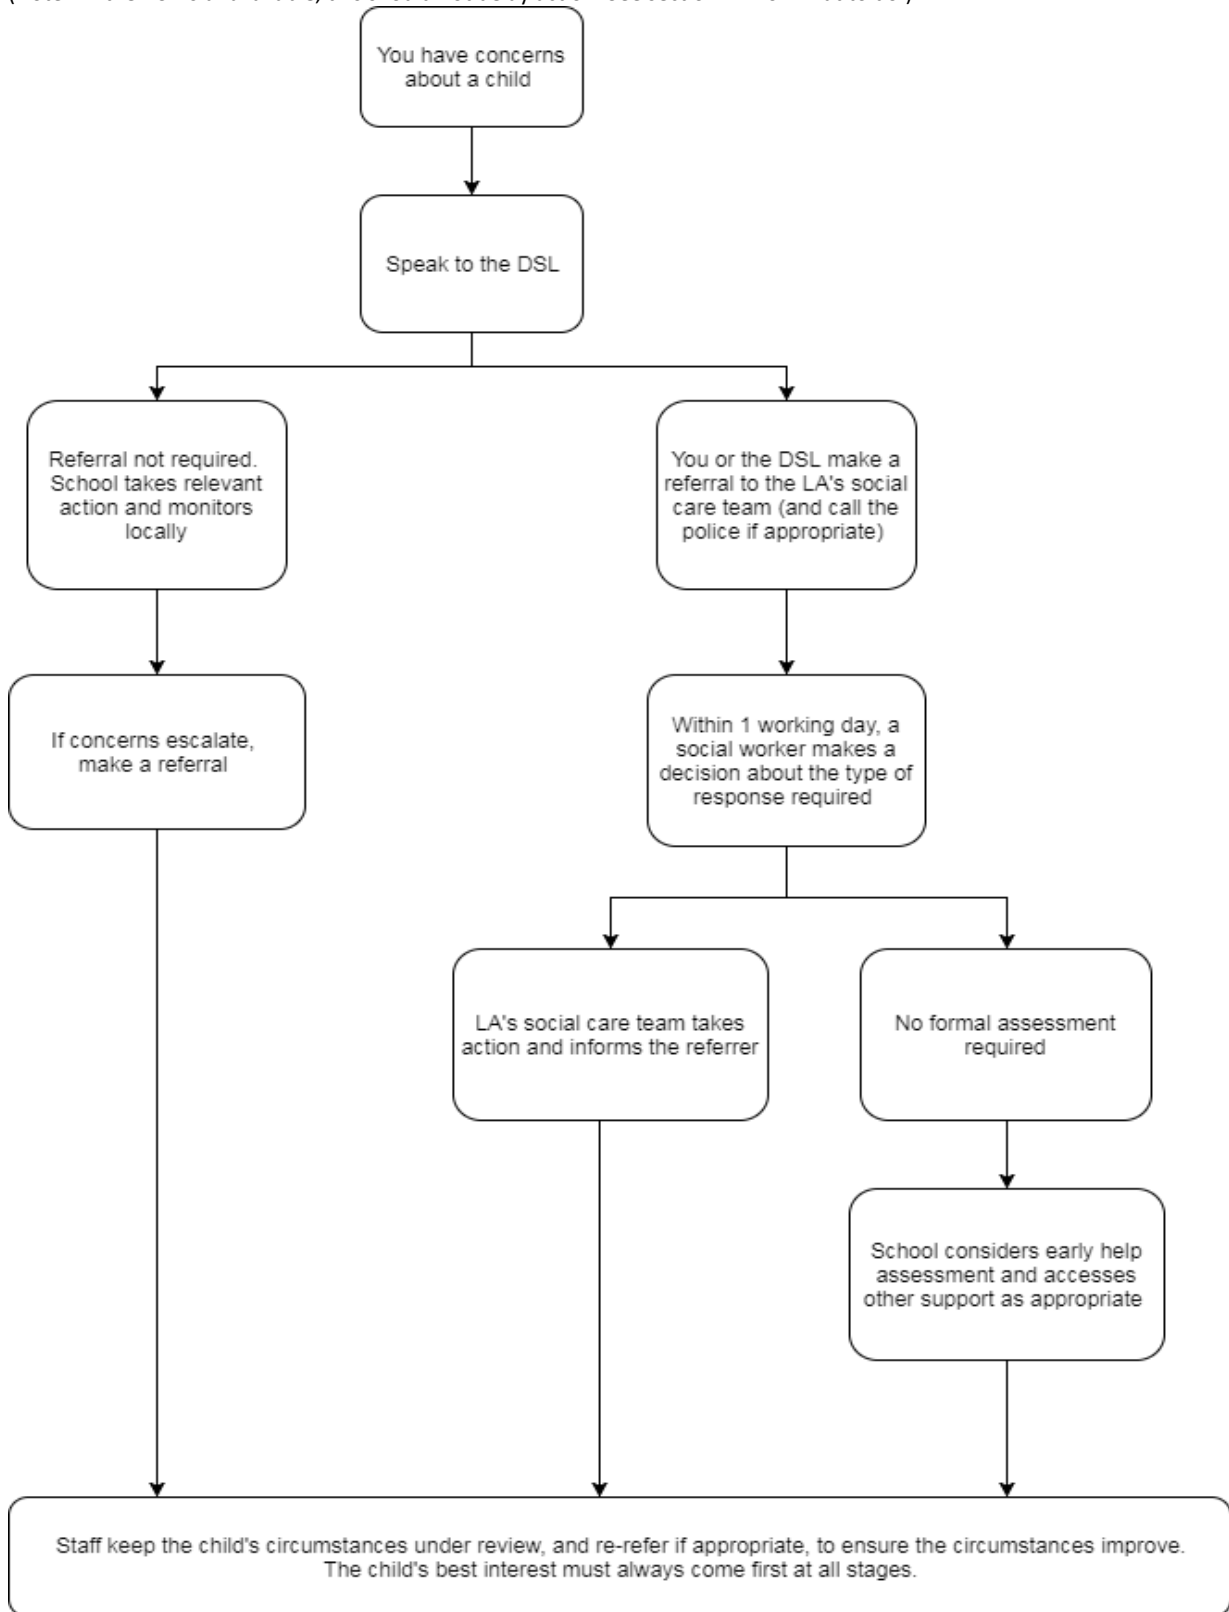 You have concerns
about a child
Speak to the DSL
Referral not required.
School takes relevant
action and monitors
locally
You or the DSL make a
referral to the LA's social
care team (and call the
police if appropriate)
If concerns escalate,
make a referral
Within 1 working day, a
social worker makes a
decision about the type of
response required
LA's social care team takes
action and informs the referrer
No formal assessment
required
School considers early help
assessment and accesses
other support as appropriate
Staff keep the child's circumstances under review, and re-refer if appropriate, to ensure the circumstances improve.
The child's best interest must always come first at all stages.